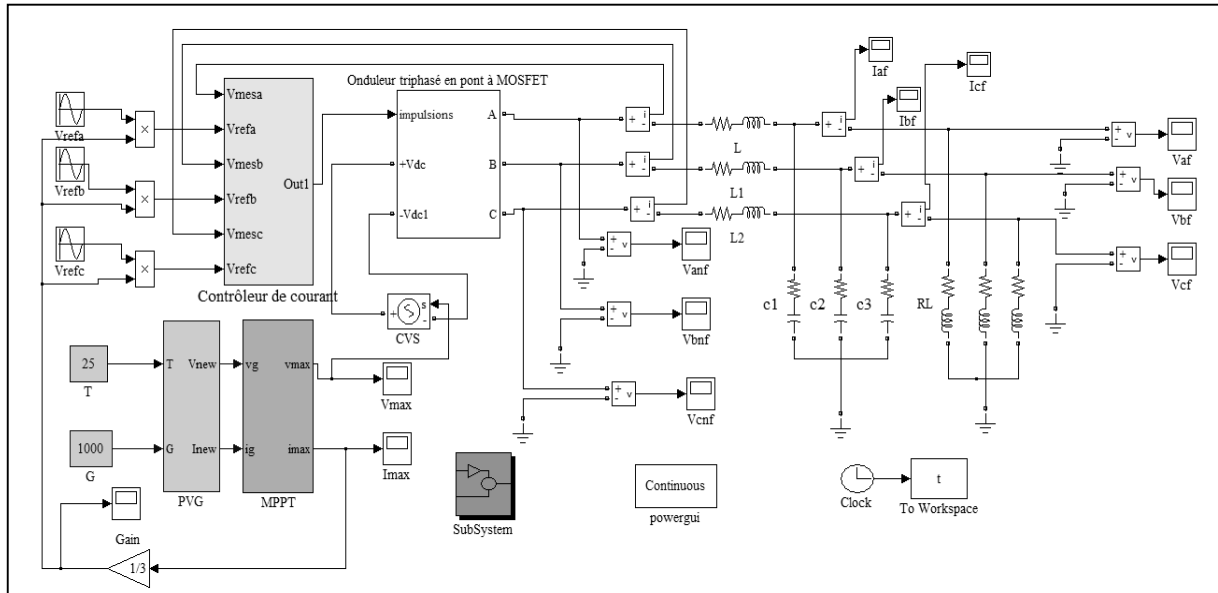 Onduleur triphasé en pont à MOSFET
Vrefa
×
Vrefb
×
Vrefc
×
Vmesa
Vrefa
Vmesb
Vrefb
Vmesc
Vrefc
Out1
Contrôleur de courant
impulsions
+Vdc
-Vdc1
A
B
C
+
-
s
CVS
+
-
i
+
-
i
+
-
i
L
L1
L2
+
-
v
Vanf
+
-
v
Vbnf
+
-
v
Vcnf
+
-
i
Iaf
+
-
i
Ibf
+
-
i
Icf
c1
c2
c3
RL
+
-
v
Vaf
+
-
v
Vbf
+
-
v
Vcf
25
T
1000
G
T
Vnew
G
Inew
PVG
vg
vmax
ig
imax
MPPT
Vmax
Imax
Gain
1/3
SubSystem
Continuous
powergui
Clock
t
To Workspace